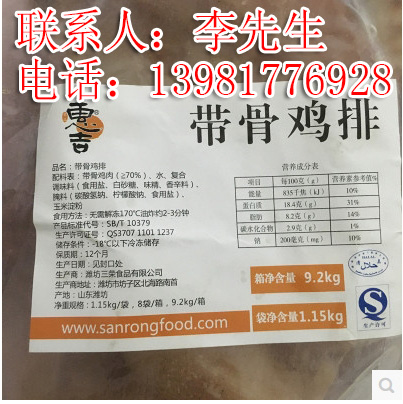 联系人：李先生
电话：13981776928
惠吉
带骨鸡排
品名：带骨鸡排
配料表：带骨鸡肉（≥70%）、水、复合
调味料（食用盐、白砂糖、味精、香辛料）、
腌料（碳酸氢钠、柠檬酸钠、食用盐）、
玉米淀粉
食用方法：无需解冻170℃油炸约2-3分钟
产品标准代号：SB/T 10379
生产许可证号：QS3707 1101 1237
储存条件：-18℃以下冷冻储存
保质期：12个月
生产日期：见封口处
生产商：潍坊三荣食品有限公司
生产商地址：潍坊市坊子区北海路南首
产地：山东潍坊
净重规格：1.15kg/袋，8袋/箱，9.2kg/箱
营养成分表
项目 每100克（g） 营养素参考值%
能量 835千焦（kJ） 10%
蛋白质 18.4克（g） 31%
脂肪 8.2克（g） 14%
碳水化合物 2.9克（g） 1%
钠 200毫克（mg） 10%
箱净含量 9.2kg
袋净含量1.15kg
HALAL
www.sanrongfood.com
生产许可